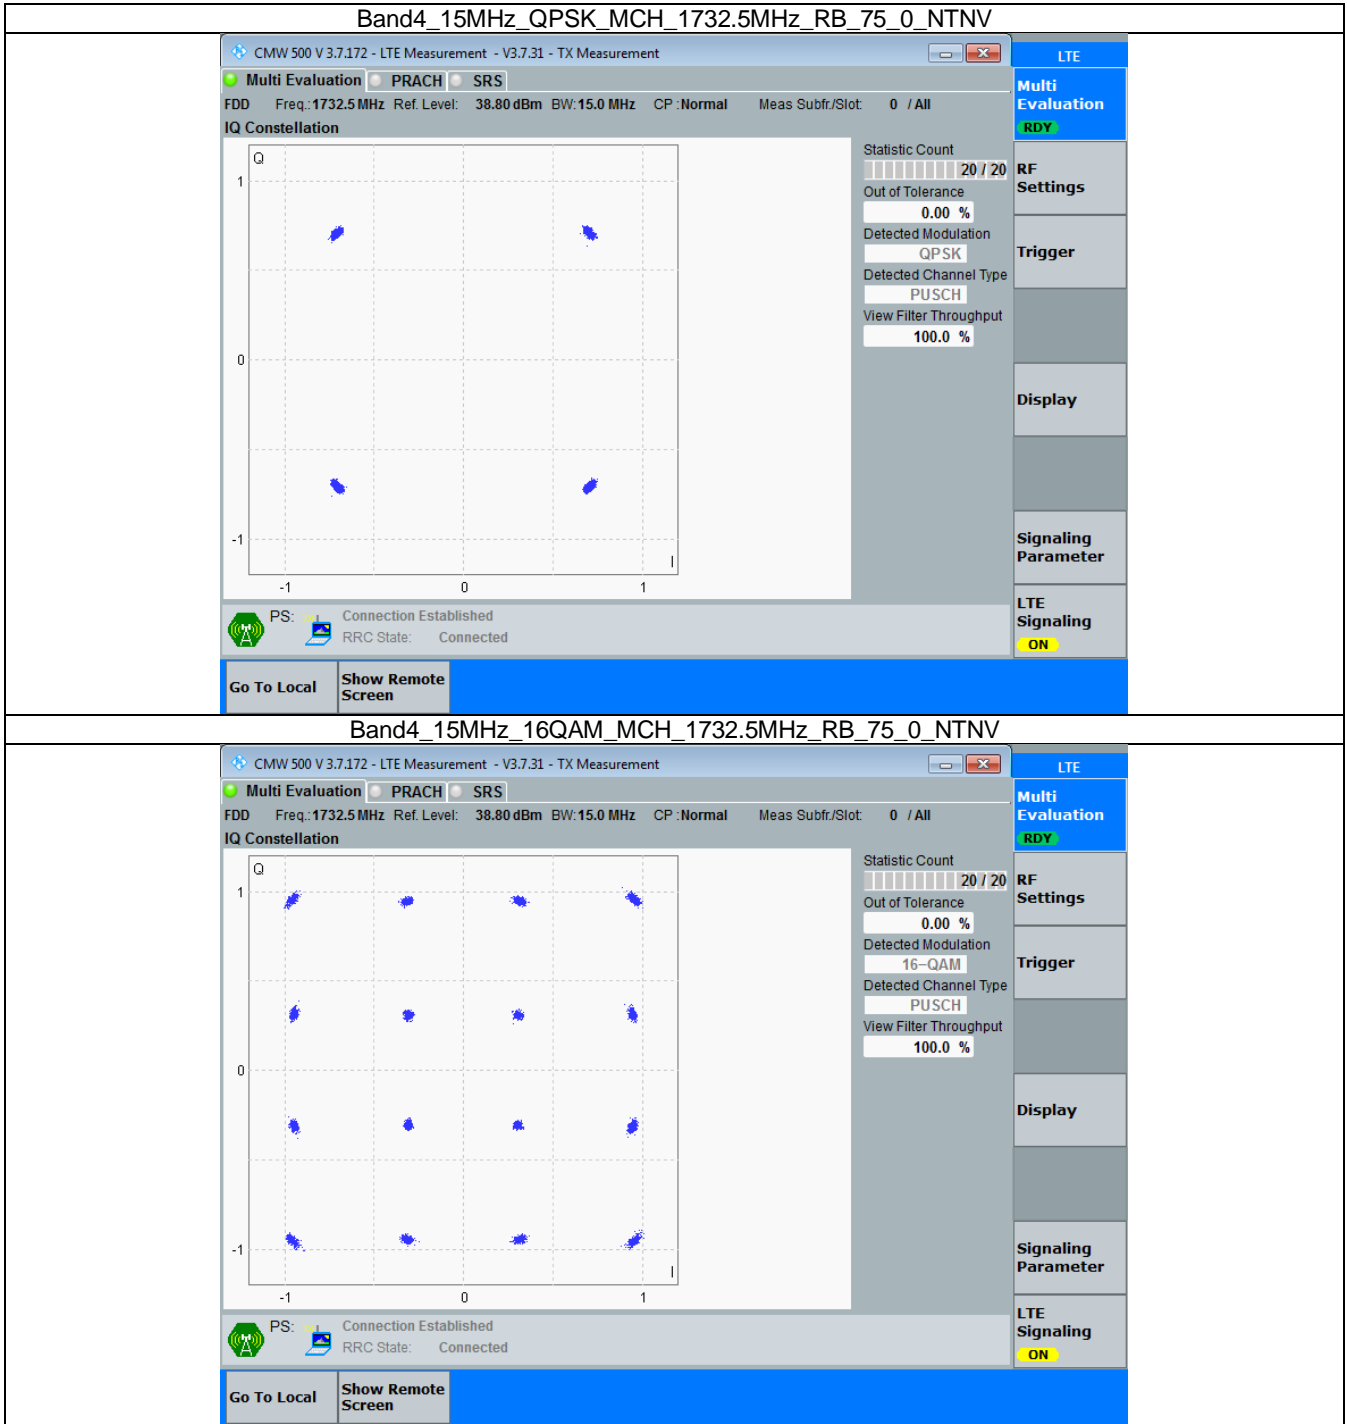 Band4_15MHz_QPSK_MCH_1732.5MHz_RB_75_0_NTNV
CMW 500 V 3.7.172 - LTE Measurement - V3.7.31 - TX Measurement
LTE
Multi Evaluation PRACH SRS
Multi
Evaluation
RDY
FDD Freq.: 1732.5 MHz Ref. Level: 38.80 dBm BW: 15.0 MHz CP : Normal Meas Subfr./Slot: 0 / All
IQ Constellation
Q
1
0
-1
-1 0 1
I
Statistic Count
20 / 20
Out of Tolerance
0.00 %
Detected Modulation
QPSK
Detected Channel Type
PUSCH
View Filter Throughput
100.0 %
RF
Settings
Trigger
Display
Signaling
Parameter
LTE
Signaling
ON
PS: Connection Established
RRC State: Connected
Go To Local
Show Remote
Screen
Band4_15MHz_16QAM_MCH_1732.5MHz_RB_75_0_NTNV
CMW 500 V 3.7.172 - LTE Measurement - V3.7.31 - TX Measurement
LTE
Multi Evaluation PRACH SRS
Multi
Evaluation
RDY
FDD Freq.: 1732.5 MHz Ref. Level: 38.80 dBm BW: 15.0 MHz CP : Normal Meas Subfr./Slot: 0 / All
IQ Constellation
Q
1
0
-1
-1 0 1
I
Statistic Count
20 / 20
Out of Tolerance
0.00 %
Detected Modulation
16-QAM
Detected Channel Type
PUSCH
View Filter Throughput
100.0 %
RF
Settings
Trigger
Display
Signaling
Parameter
LTE
Signaling
ON
PS: Connection Established
RRC State: Connected
Go To Local
Show Remote
Screen